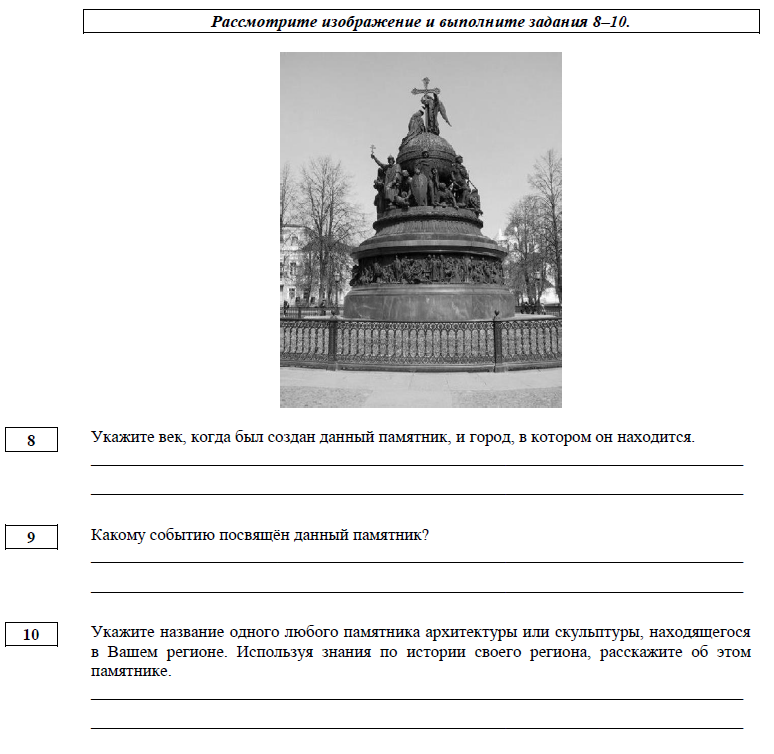 Рассмотрите изображение и выполните задания 8–10.
8 Укажите век, когда был создан данный памятник, и город, в котором он находится.
9 Какому событию посвящён данный памятник?
10 Укажите название одного любого памятника архитектуры или скульптуры, находящегося
в Вашем регионе. Используя знания по истории своего региона, расскажите об этом
памятнике.